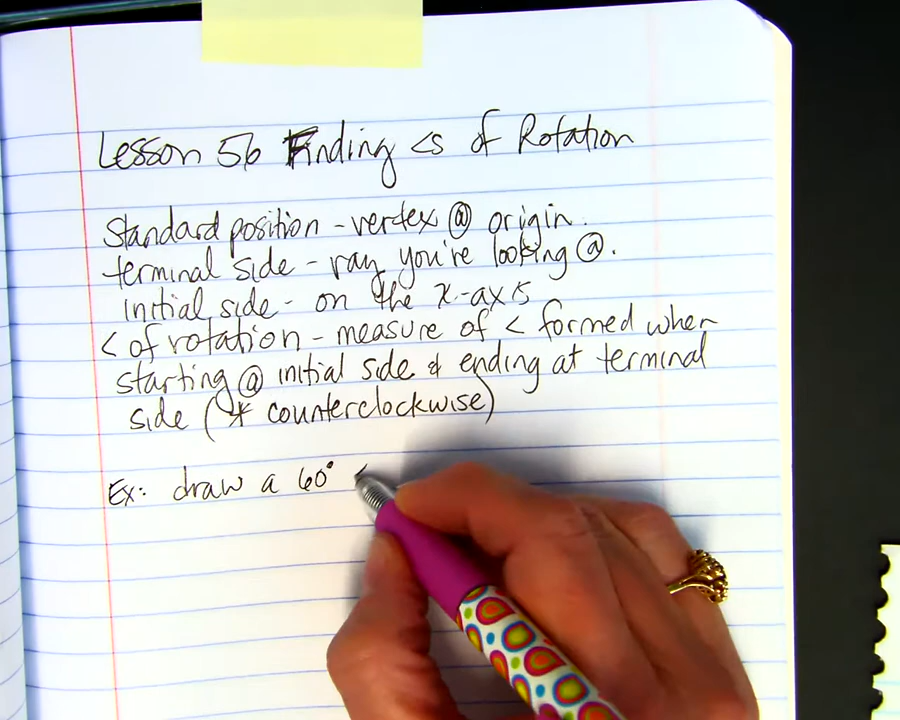 Lesson 56 Finding <s of Rotation
Standard position - vertex @ origin.
terminal side - ray you're looking @.
initial side - on the x-axis
< of rotation - measure of < formed when
starting @ initial side & ending at terminal
side (* counterclockwise)
Ex: draw a 60° <